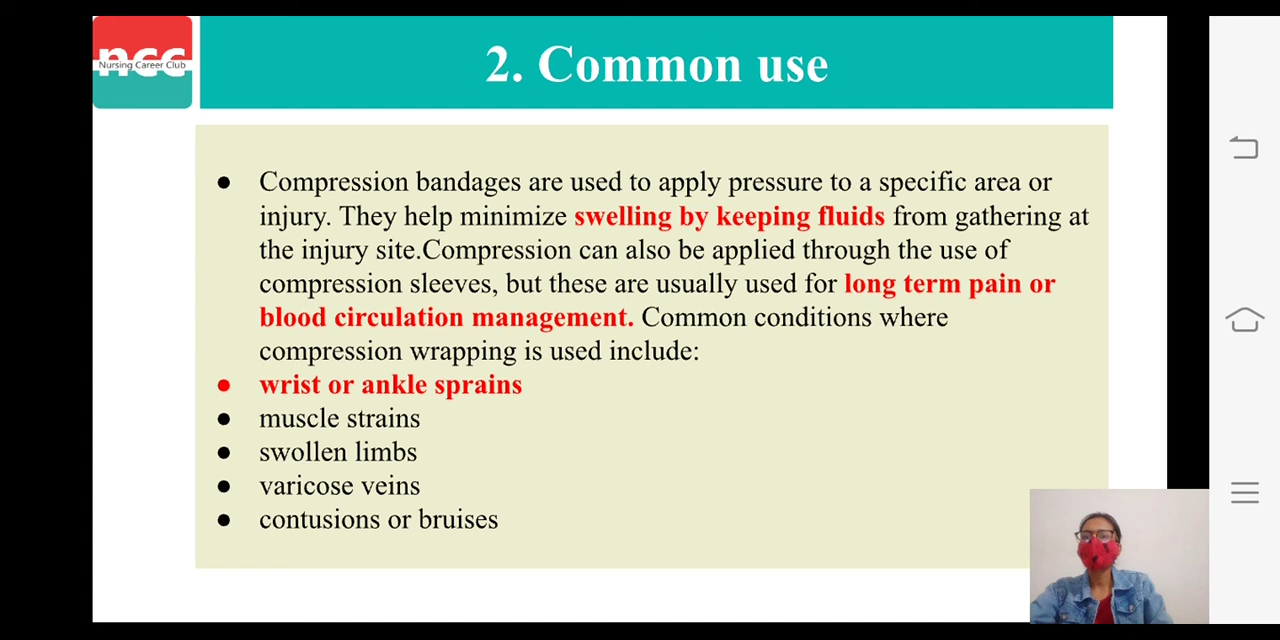 ncc
Nursing Career Club
2. Common use
● Compression bandages are used to apply pressure to a specific area or
injury. They help minimize swelling by keeping fluids from gathering at
the injury site.Compression can also be applied through the use of
compression sleeves, but these are usually used for long term pain or
blood circulation management. Common conditions where
compression wrapping is used include:
● wrist or ankle sprains
● muscle strains
● swollen limbs
● varicose veins
● contusions or bruises